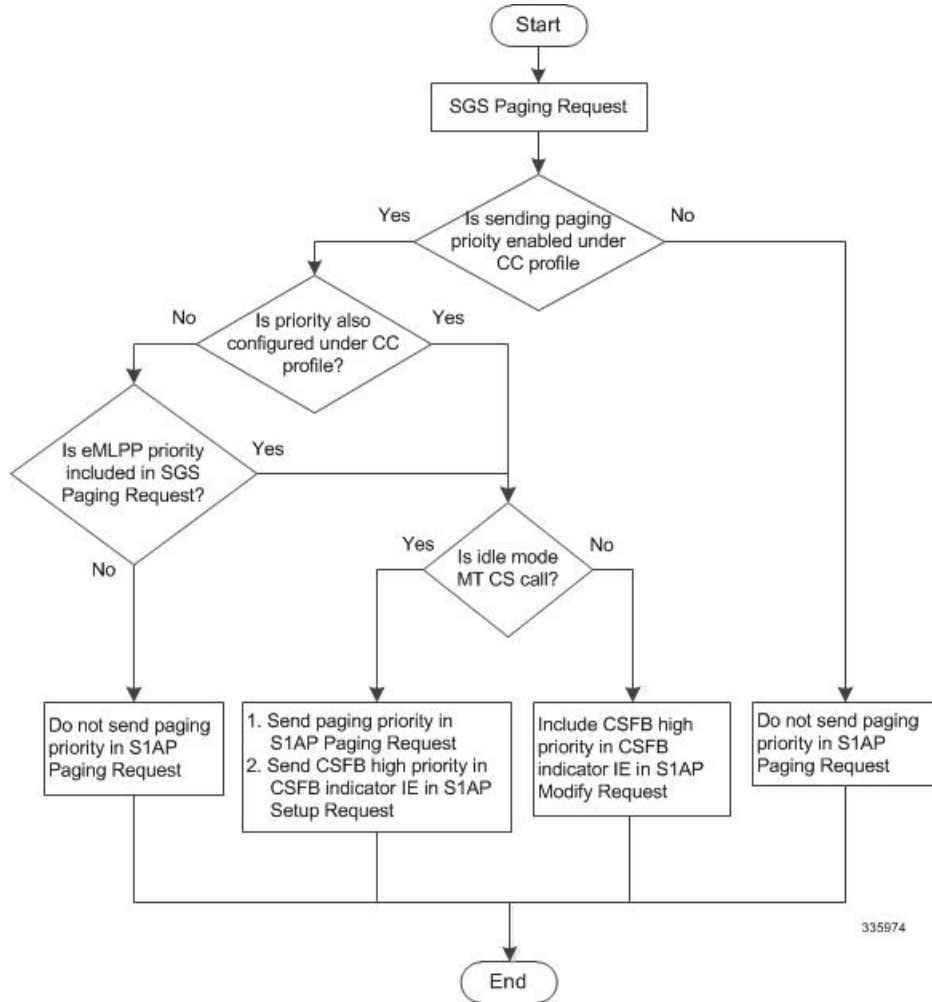 Start
SGS Paging Request
Yes
Is sending paging
prioity enabled under
CC profile
No
No
Is priority also
configured under CC
profile?
Yes
Is eMLPP priority
included in SGS
Paging Request?
Yes
No
Yes
Is idle mode
MT CS call?
No
Do not send paging
priority in S1AP
Paging Request
1. Send paging priority in
S1AP Paging Request
2. Send CSFB high priority in
CSFB indicator IE in S1AP
Setup Request
Include CSFB high
priority in CSFB
indicator IE in S1AP
Modify Request
Do not send paging
priority in S1AP
Paging Request
335974
End